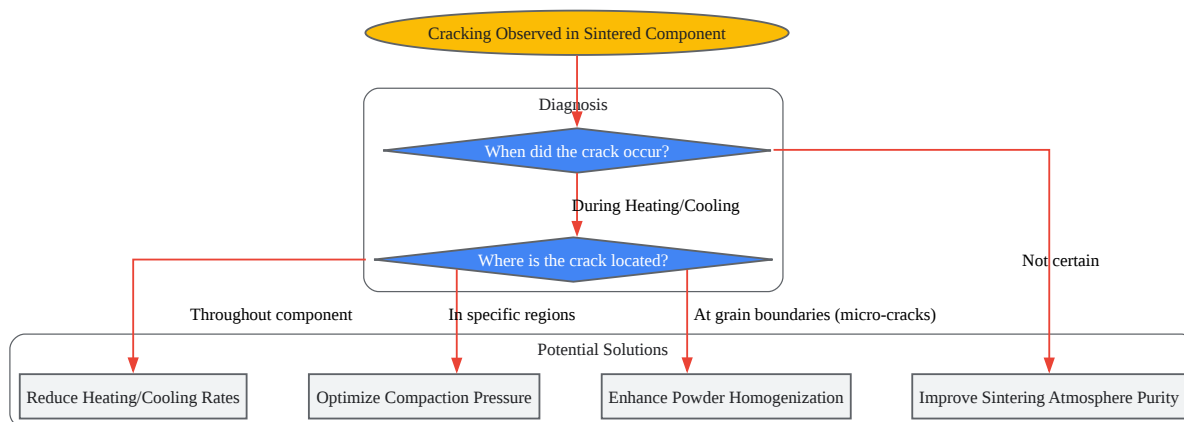 Cracking Observed in Sintered Component
Diagnosis
When did the crack occur?
During Heating/Cooling
Where is the crack located?
Not certain
Throughout component
In specific regions
At grain boundaries (micro-cracks)
Potential Solutions
Reduce Heating/Cooling Rates
Optimize Compaction Pressure
Enhance Powder Homogenization
Improve Sintering Atmosphere Purity